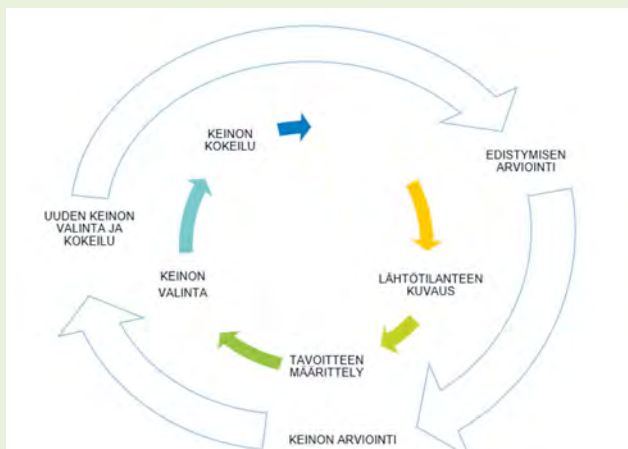 KEINON
KOKEILU
EDISTYMISEN
ARVIOINTI
UUDEN KEINON
VALINTA JA
KOKEILU
KEINON
VALINTA
LÄHTÖTILANTEEN
KUVAUS
TAVOITTEEN
MÄÄRITTELY
KEINON ARVIOINTI